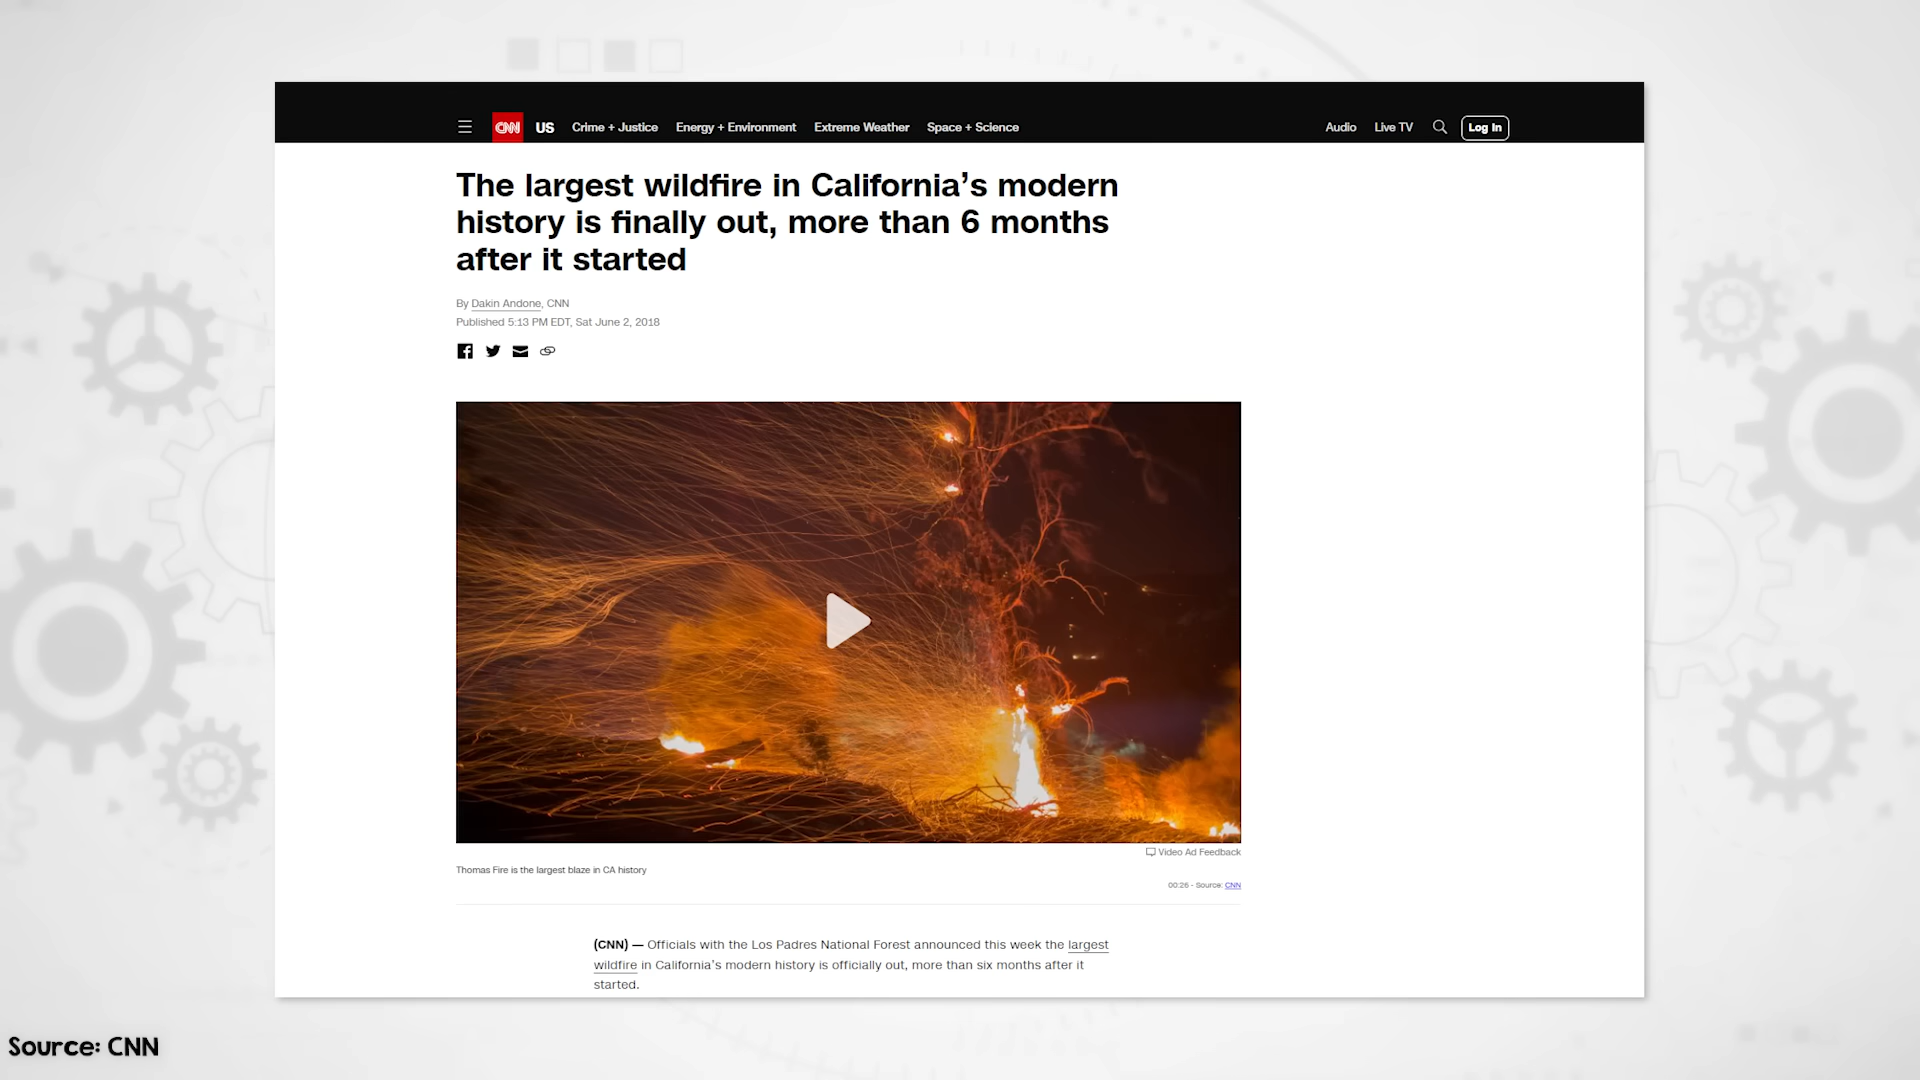 CNN US Crime + Justice Energy + Environment Extreme Weather Space + Science Audio Live TV Log In
The largest wildfire in California’s modern
history is finally out, more than 6 months
after it started
By Dakin Andone, CNN
Published 5:13 PM EDT, Sat June 2, 2018
Video Ad Feedback
Thomas Fire is the largest blaze in CA history
00:26 - Source: CNN
(CNN) — Officials with the Los Padres National Forest announced this week the largest
wildfire in California’s modern history is officially out, more than six months after it
started.
Source: CNN